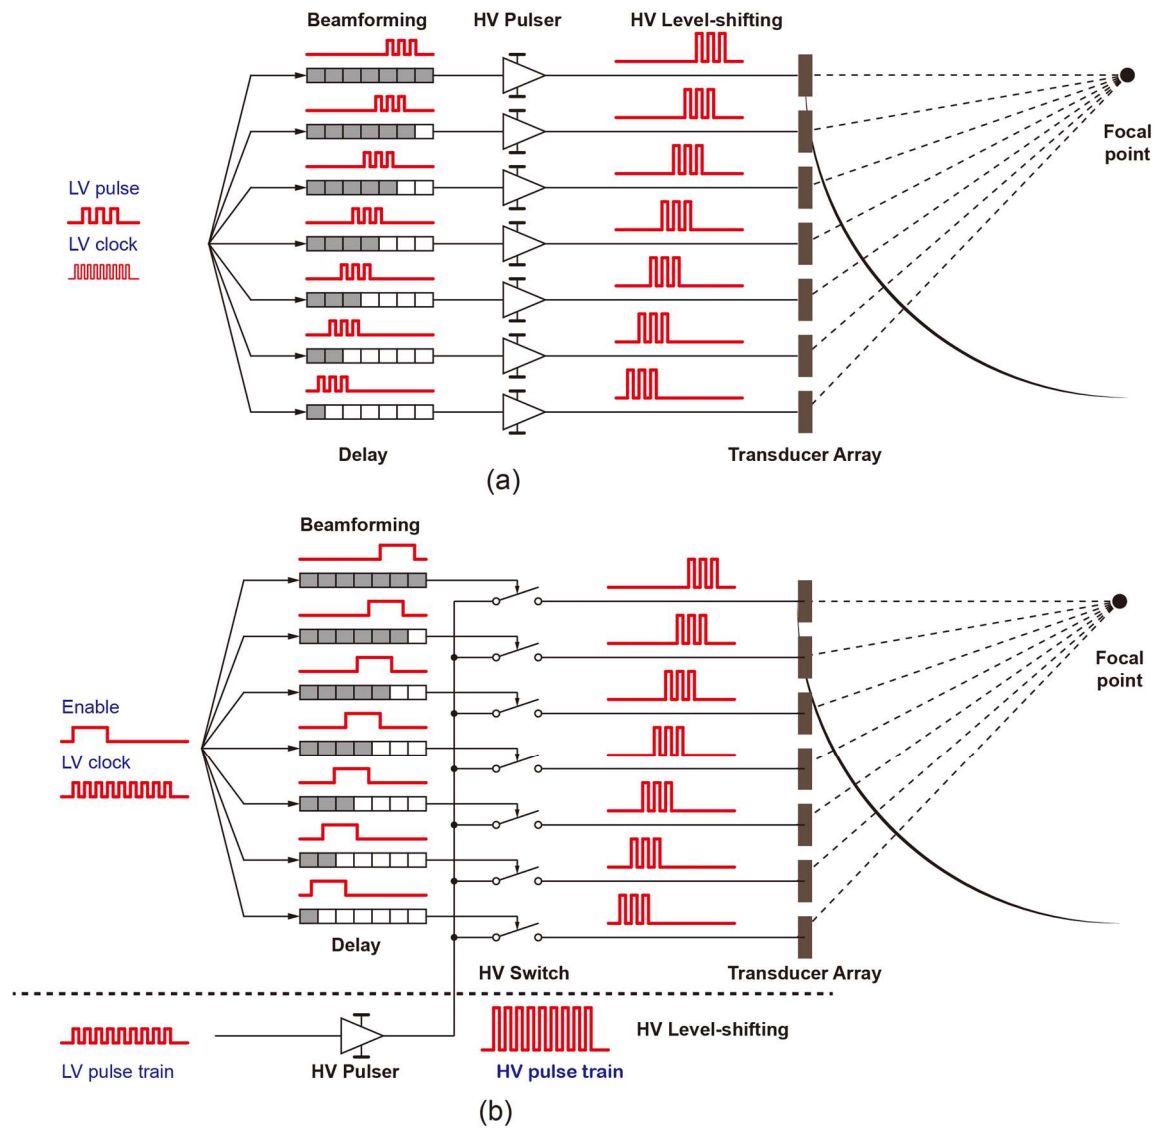 Beamforming
HV Pulser
HV Level-shifting
Focal
point
LV pulse
LV clock
Delay
Transducer Array
(a)
Beamforming
Focal
point
Enable
LV clock
Delay
HV Switch
Transducer Array
HV Level-shifting
LV pulse train
HV Pulser
HV pulse train
(b)